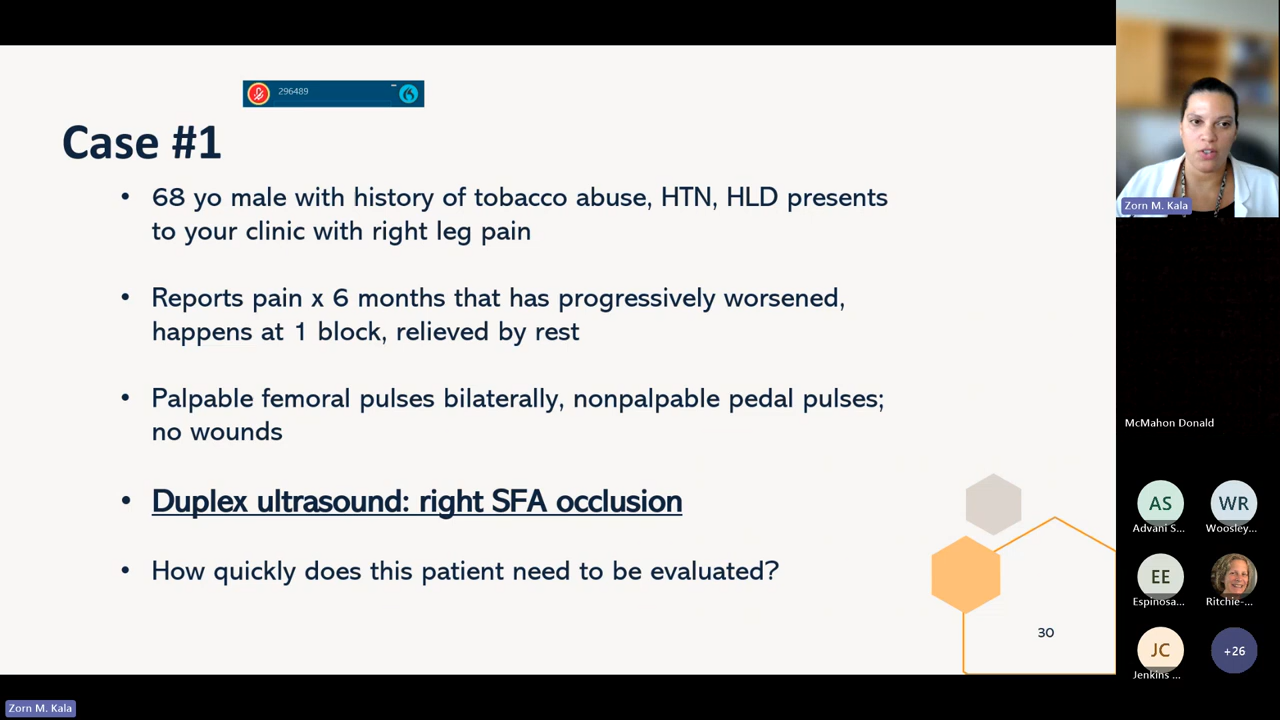 296489
Case #1
• 68 yo male with history of tobacco abuse, HTN, HLD presents
to your clinic with right leg pain
• Reports pain x 6 months that has progressively worsened,
happens at 1 block, relieved by rest
• Palpable femoral pulses bilaterally, nonpalpable pedal pulses;
no wounds
• Duplex ultrasound: right SFA occlusion
• How quickly does this patient need to be evaluated?
30
Zorn M. Kala
McMahon Donald
AS
WR
Advani S...
Woosley...
EE
Espinosa...
Ritchie-...
JC
+26
Jenkins ...
Zorn M. Kala